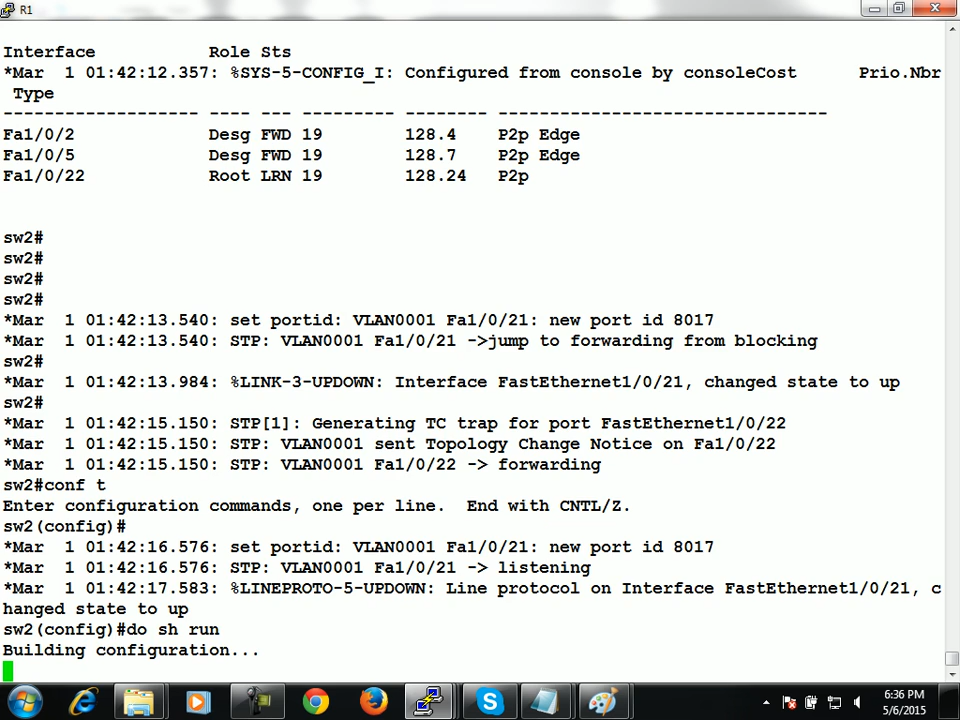 R1
Interface           Role Sts
*Mar  1 01:42:12.357: %SYS-5-CONFIG_I: Configured from console by consoleCost      Prio.Nbr
 Type
------------------- ---- --- --------- -------- --------------------------------
Fa1/0/2             Desg FWD 19        128.4    P2p Edge
Fa1/0/5             Desg FWD 19        128.7    P2p Edge
Fa1/0/22            Root LRN 19        128.24   P2p
sw2#
sw2#
sw2#
sw2#
*Mar  1 01:42:13.540: set portid: VLAN0001 Fa1/0/21: new port id 8017
*Mar  1 01:42:13.540: STP: VLAN0001 Fa1/0/21 ->jump to forwarding from blocking
sw2#
*Mar  1 01:42:13.984: %LINK-3-UPDOWN: Interface FastEthernet1/0/21, changed state to up
sw2#
*Mar  1 01:42:15.150: STP[1]: Generating TC trap for port FastEthernet1/0/22
*Mar  1 01:42:15.150: STP: VLAN0001 sent Topology Change Notice on Fa1/0/22
*Mar  1 01:42:15.150: STP: VLAN0001 Fa1/0/22 -> forwarding
sw2#conf t
Enter configuration commands, one per line.  End with CNTL/Z.
sw2(config)#
*Mar  1 01:42:16.576: set portid: VLAN0001 Fa1/0/21: new port id 8017
*Mar  1 01:42:16.576: STP: VLAN0001 Fa1/0/21 -> listening
*Mar  1 01:42:17.583: %LINEPROTO-5-UPDOWN: Line protocol on Interface FastEthernet1/0/21, c
hanged state to up
sw2(config)#do sh run
Building configuration...
6:36 PM
5/6/2015